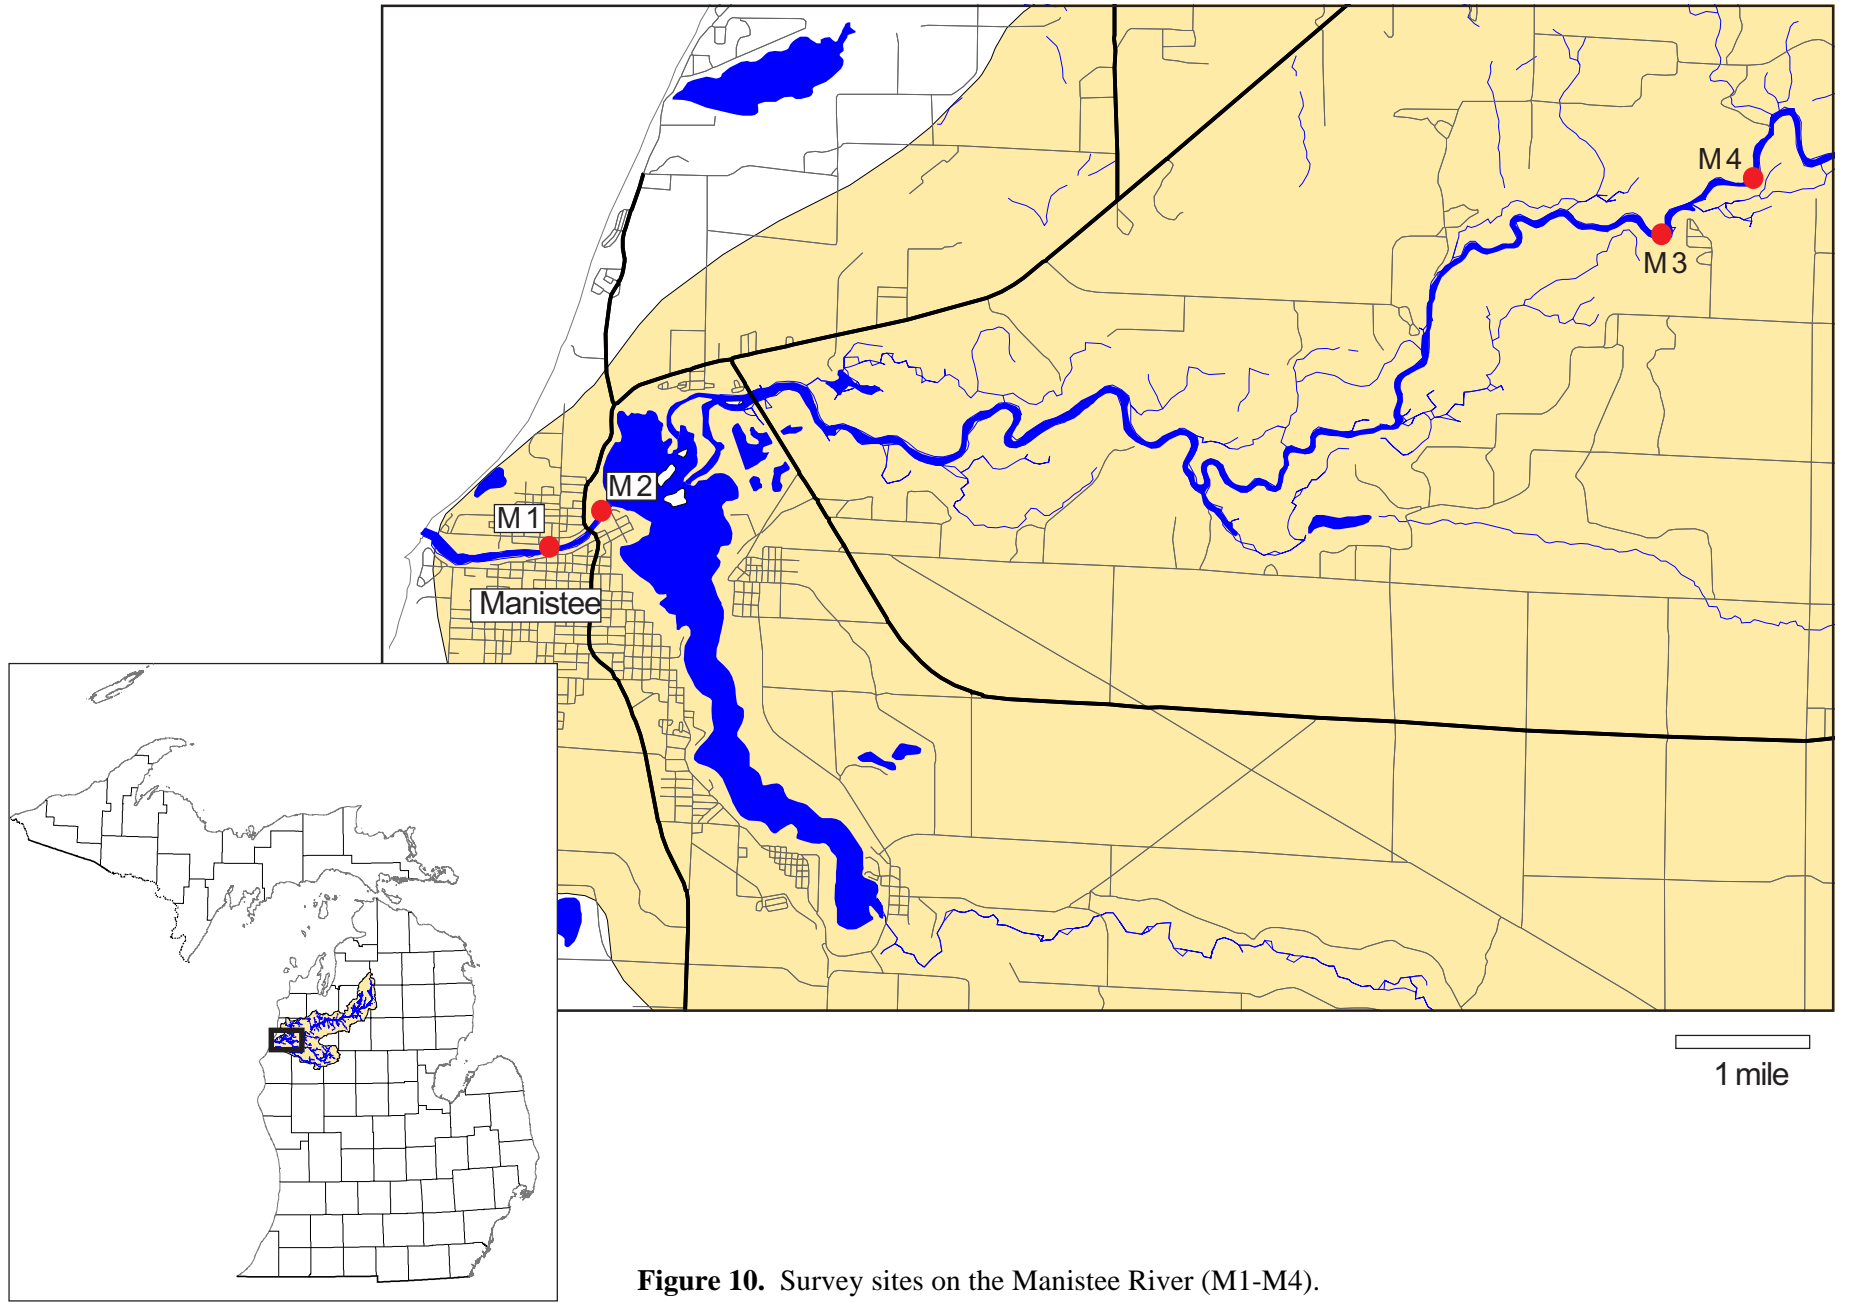 M4
M3
M2
M1
Manistee
1 mile
Figure 10. Survey sites on the Manistee River (M1-M4).